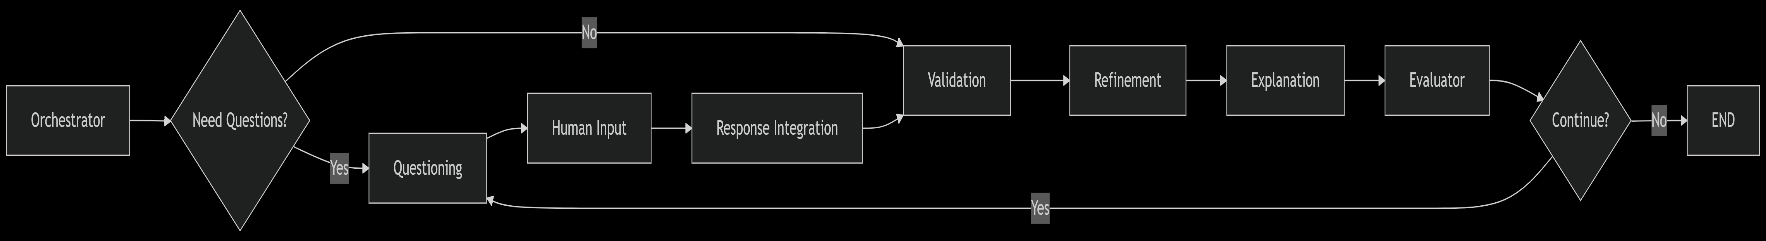 Orchestrator
Need Questions?
No
Yes
Questioning
Human Input
Response Integration
Validation
Refinement
Explanation
Evaluator
Continue?
Yes
No
END